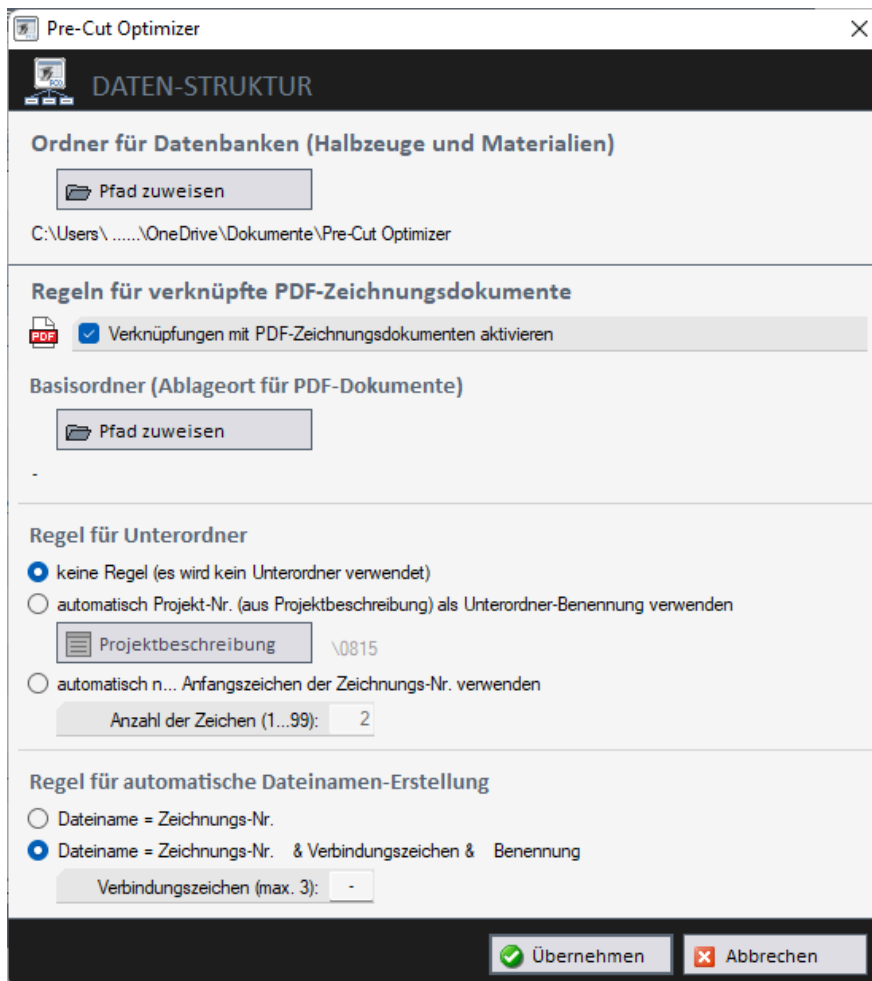 Pre-Cut Optimizer
DATEN-STRUKTUR
Ordner für Datenbanken (Halbzeuge und Materialien)
Pfad zuweisen
C:\Users\ ......\OneDrive\Dokumente\Pre-Cut Optimizer
Regeln für verknüpfte PDF-Zeichnungsdokumente
PDF Verknüpfungen mit PDF-Zeichnungsdokumenten aktivieren
Basisordner (Ablageort für PDF-Dokumente)
Pfad zuweisen
-
Regel für Unterordner
keine Regel (es wird kein Unterordner verwendet)
automatisch Projekt-Nr. (aus Projektbeschreibung) als Unterordner-Benennung verwenden
Projektbeschreibung \0815
automatisch n... Anfangszeichen der Zeichnungs-Nr. verwenden
Anzahl der Zeichen (1...99): 2
Regel für automatische Dateinamen-Erstellung
Dateiname = Zeichnungs-Nr.
Dateiname = Zeichnungs-Nr. & Verbindungszeichen & Benennung
Verbindungszeichen (max. 3): -
Übernehmen Abbrechen